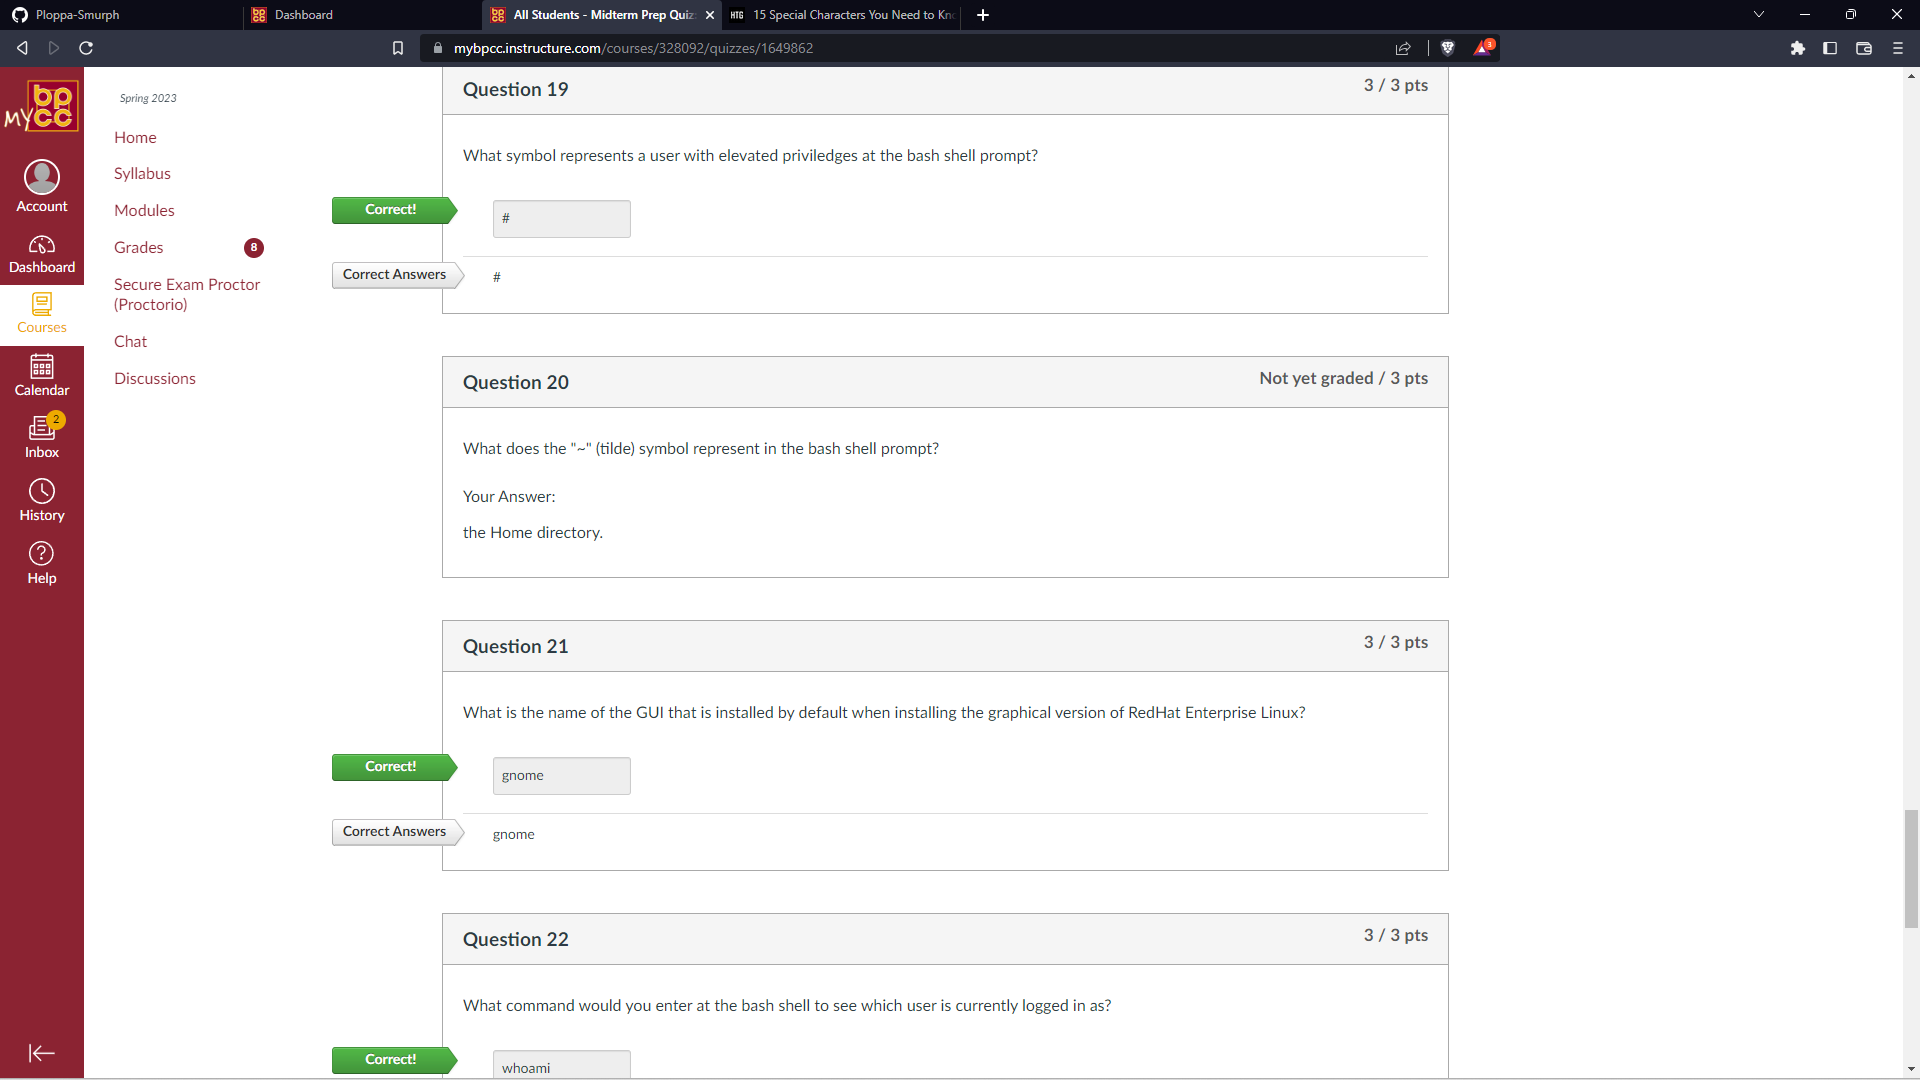 Ploppa-Smurph
Dashboard
All Students - Midterm Prep Quiz
15 Special Characters You Need to Kn
mybpcc.instructure.com/courses/328092/quizzes/1649862
3
MY bp cc
Account
Dashboard
Courses
Calendar
2
Inbox
History
Help
Spring 2023
Home
Syllabus
Modules
Grades
8
Secure Exam Proctor
(Proctorio)
Chat
Discussions
Question 19
3 / 3 pts
What symbol represents a user with elevated priviledges at the bash shell prompt?
Correct!
#
Correct Answers
#
Question 20
Not yet graded / 3 pts
What does the "~" (tilde) symbol represent in the bash shell prompt?
Your Answer:
the Home directory.
Question 21
3 / 3 pts
What is the name of the GUI that is installed by default when installing the graphical version of RedHat Enterprise Linux?
Correct!
gnome
Correct Answers
gnome
Question 22
3 / 3 pts
What command would you enter at the bash shell to see which user is currently logged in as?
Correct!
whoami